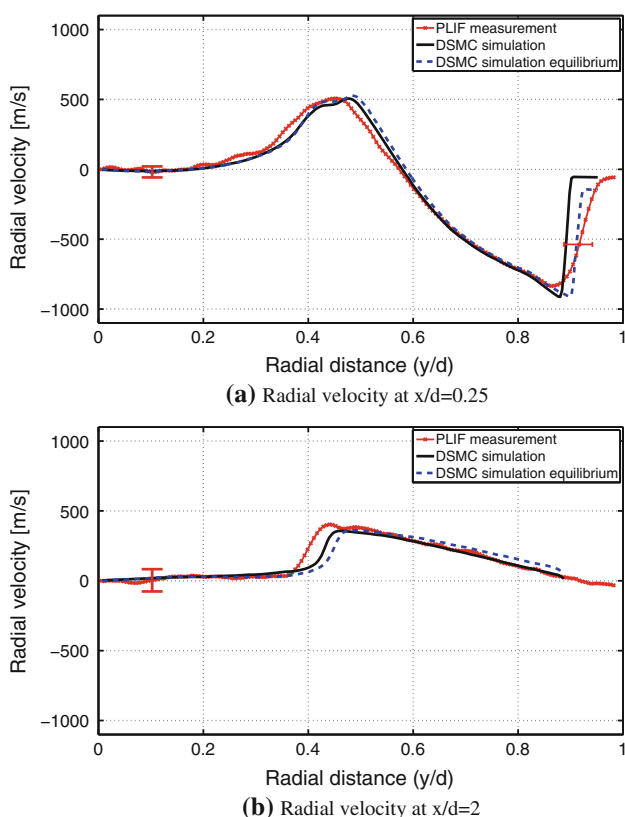 1000
500
0
−500
−1000
Radial velocity [m/s]
PLIF measurement
DSMC simulation
DSMC simulation equilibrium
0 0.2 0.4 0.6 0.8 1
Radial distance (y/d)
(a) Radial velocity at x/d=0.25
1000
500
0
−500
−1000
Radial velocity [m/s]
PLIF measurement
DSMC simulation
DSMC simulation equilibrium
0 0.2 0.4 0.6 0.8 1
Radial distance (y/d)
(b) Radial velocity at x/d=2